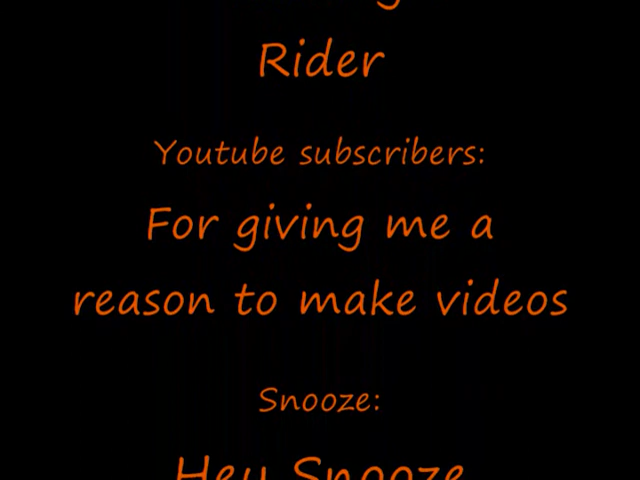 Rider
Youtube subscribers:
For giving me a
reason to make videos
Snooze:
Hey Snooze